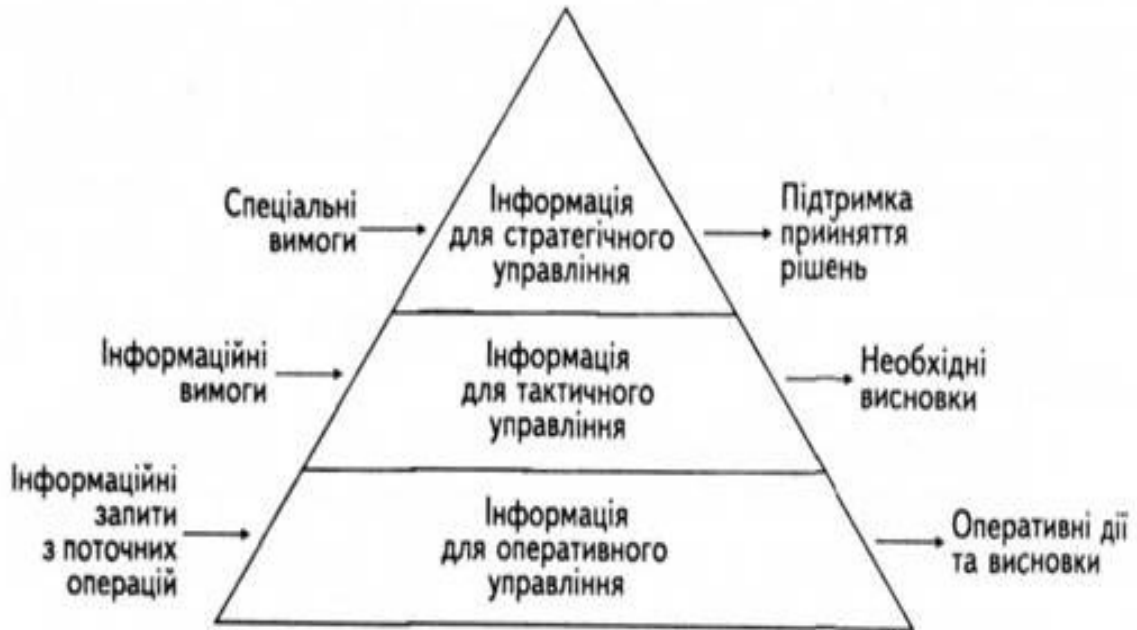 Спеціальні
вимоги
Інформація
для стратегічного
управління
Підтримка
прийняття
рішень
Інформаційні
вимоги
Інформація
для тактичного
управління
Необхідні
висновки
Інформаційні
запити
з поточних
операцій
Інформація
для оперативного
управління
Оперативні дії
та висновки